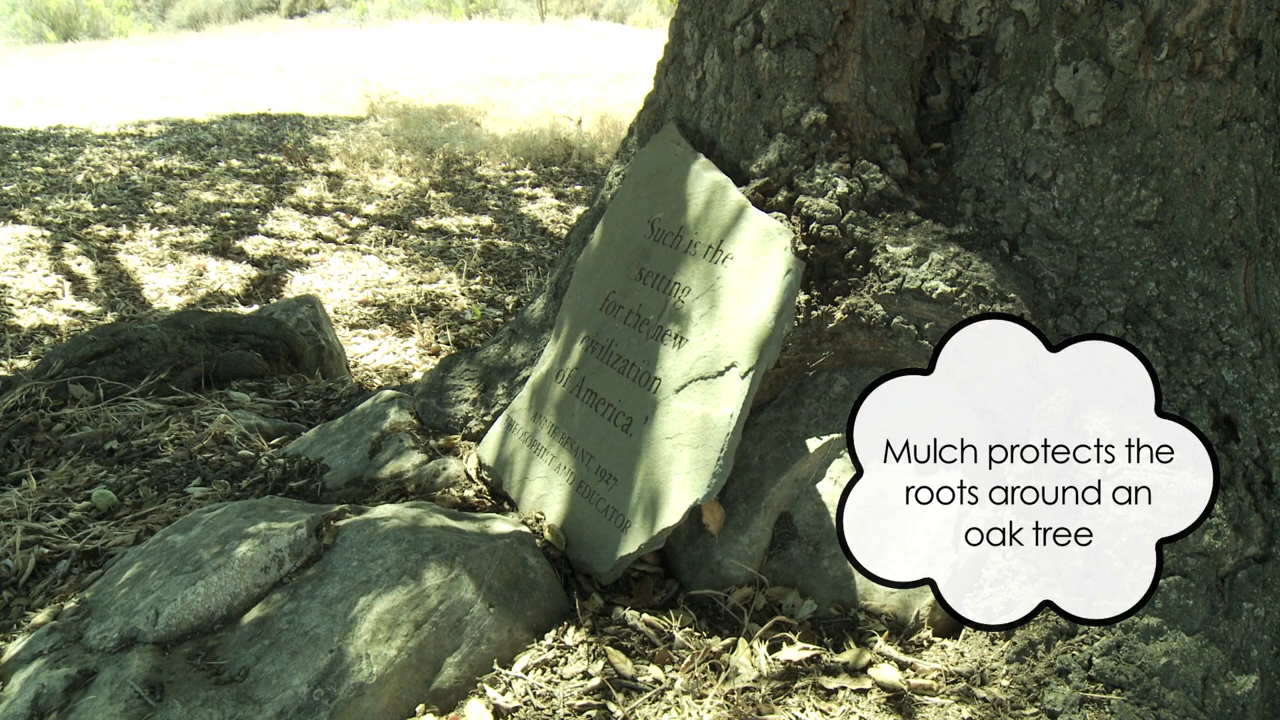 'Such is the
setting
for the new
civilization
of America.'
ANNIE BESANT, 1927
THEOSOPHIST AND EDUCATOR
Mulch protects the
roots around an
oak tree